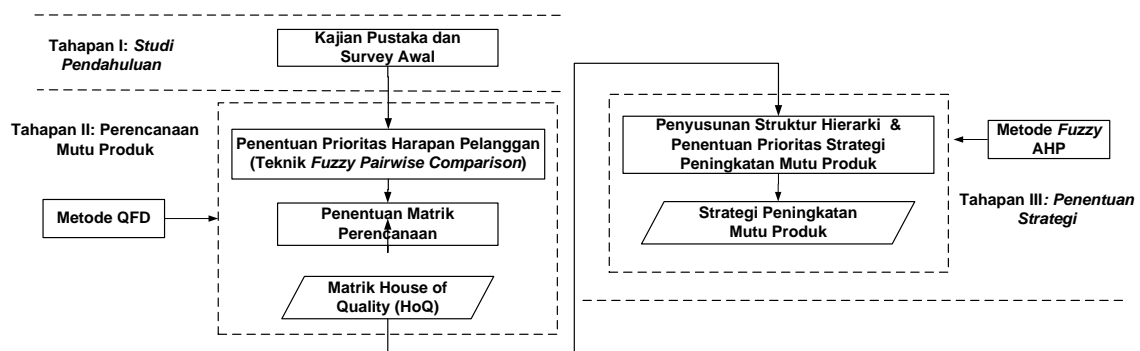 Tahapan I: Studi
Pendahuluan
Kajian Pustaka dan
Survey Awal
Tahapan II: Perencanaan
Mutu Produk
Penentuan Prioritas Harapan Pelanggan
(Teknik Fuzzy Pairwise Comparison)
Metode QFD
Penentuan Matrik
Perencanaan
Matrik House of
Quality (HoQ)
Penyusunan Struktur Hierarki &
Penentuan Prioritas Strategi
Peningkatan Mutu Produk
Metode Fuzzy
AHP
Strategi Peningkatan
Mutu Produk
Tahapan III: Penentuan
Strategi